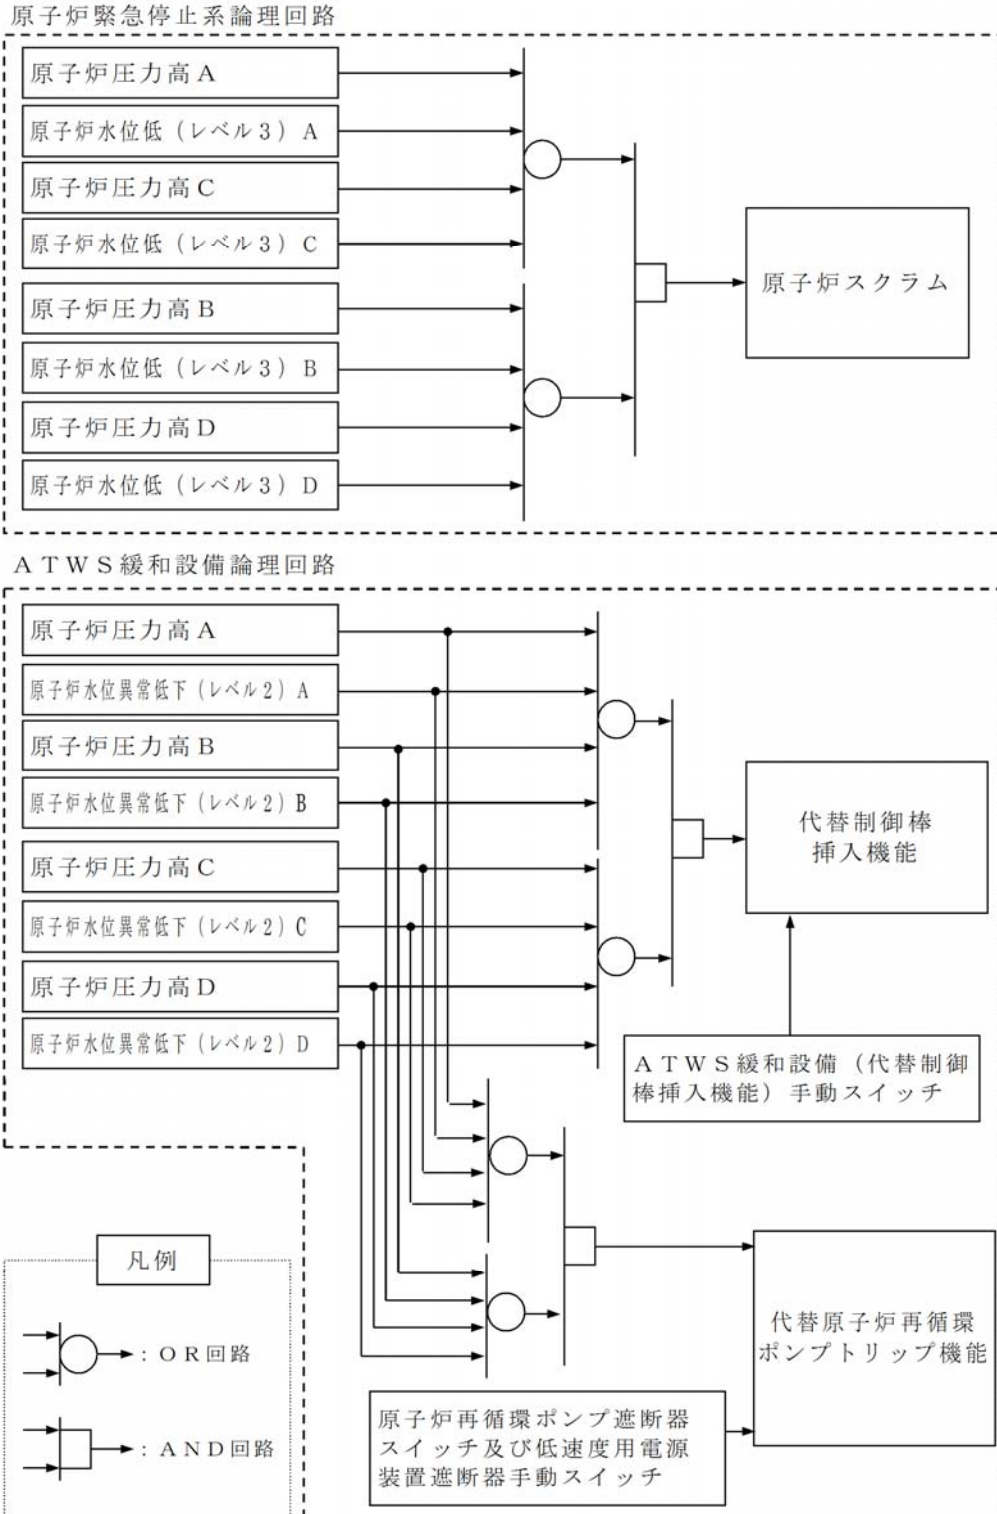 原子炉緊急停止系論理回路
原子炉圧力高A
原子炉水位低(レベル3)A
原子炉圧力高C
原子炉水位低(レベル3)C
原子炉圧力高B
原子炉水位低(レベル3)B
原子炉圧力高D
原子炉水位低(レベル3)D
原子炉スクラム
ATWS緩和設備論理回路
原子炉圧力高A
原子炉水位異常低下(レベル2)A
原子炉圧力高B
原子炉水位異常低下(レベル2)B
原子炉圧力高C
原子炉水位異常低下(レベル2)C
原子炉圧力高D
原子炉水位異常低下(レベル2)D
代替制御棒
挿入機能
ATWS緩和設備(代替制御
棒挿入機能)手動スイッチ
代替原子炉再循環
ポンプトリップ機能
原子炉再循環ポンプ遮断器
スイッチ及び低速度用電源
装置遮断器手動スイッチ
凡例
:OR回路
:AND回路